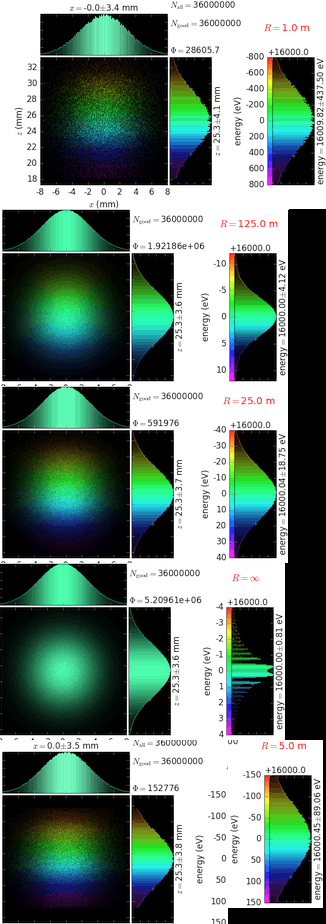 x = -0.0±3.4 mm
N_all = 36000000
N_good = 36000000
Φ = 28605.7
R = 1.0 m
+16000.0
z (mm)
32
30
28
26
24
22
20
18
-8 -6 -4 -2 0 2 4 6 8
x (mm)
z = 25.3±4.1 mm
energy (eV)
-800
-600
-400
-200
0
200
400
600
800
energy = 16009.82±437.50 eV
N_good = 36000000
Φ = 1.92186e+06
R = 125.0 m
+16000.0
z = 25.3±3.6 mm
energy (eV)
-10
-5
0
5
10
energy = 16000.00±4.12 eV
N_good = 36000000
Φ = 591976
R = 25.0 m
+16000.0
z = 25.3±3.7 mm
energy (eV)
-40
-30
-20
-10
0
10
20
30
40
energy = 16000.04±18.75 eV
N_good = 36000000
Φ = 5.20961e+06
R = ∞
+16000.0
z = 25.3±3.6 mm
energy (eV)
-4
-3
-2
-1
0
1
2
3
4
energy = 16000.00±0.81 eV
x = 0.0±3.5 mm
N_all = 36000000
N_good = 36000000
Φ = 152776
R = 5.0 m
+16000.0
z = 25.3±3.8 mm
energy (eV)
-150
-100
-50
0
50
100
150
-150
-100
-50
0
50
100
150
energy = 16000.45±89.06 eV